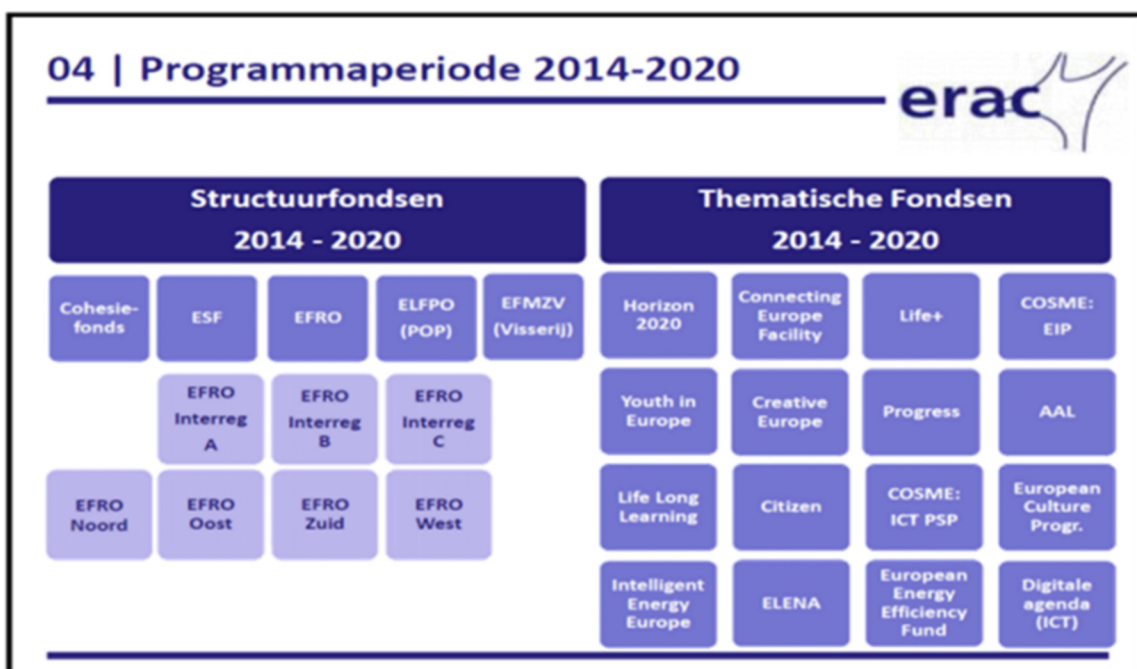 04 | Programmaperiode 2014-2020
erac
Structuurfondsen
2014 - 2020
Cohesie-
fonds
ESF
EFRO
ELFPO
(POP)
EFMZV
(Visserij)
EFRO
Interreg
A
EFRO
Interreg
B
EFRO
Interreg
C
EFRO
Noord
EFRO
Oost
EFRO
Zuid
EFRO
West
Thematische Fondsen
2014 - 2020
Horizon
2020
Connecting
Europe
Facility
Life+
COSME:
EIP
Youth in
Europe
Creative
Europe
Progress
AAL
Life Long
Learning
Citizen
COSME:
ICT PSP
European
Culture
Progr.
Intelligent
Energy
Europe
ELENA
European
Energy
Efficiency
Fund
Digitale
agenda
(ICT)